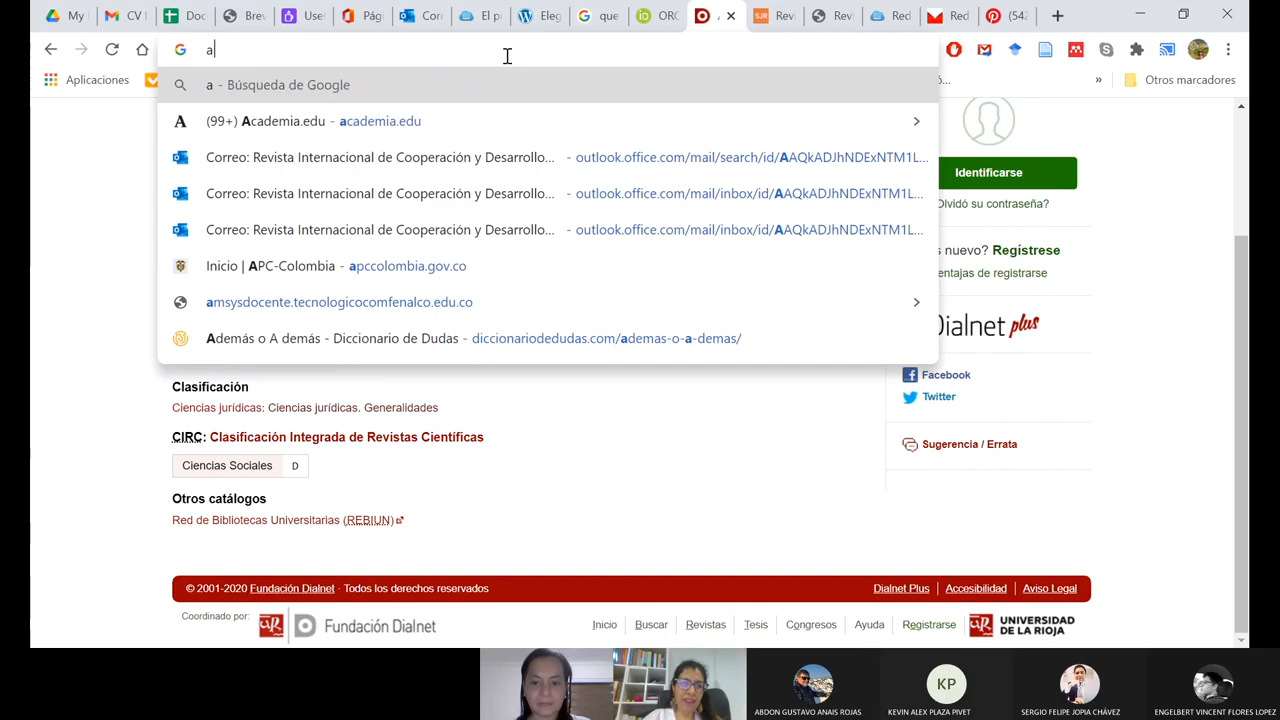 My
CV
Doc
Brev
User
Pági
Corr
El p
Eleg
que
ORC
Revi
Revi
Red
Red
(542
a
Aplicaciones
ó...
»
Otros marcadores
a - Búsqueda de Google
(99+) Academia.edu - academia.edu
Correo: Revista Internacional de Cooperación y Desarrollo... - outlook.office.com/mail/search/id/AAQkADJhNDExNTM1L...
Correo: Revista Internacional de Cooperación y Desarrollo... - outlook.office.com/mail/inbox/id/AAQkADJhNDExNTM1L...
Correo: Revista Internacional de Cooperación y Desarrollo... - outlook.office.com/mail/inbox/id/AAQkADJhNDExNTM1L...
Inicio | APC-Colombia - apccolombia.gov.co
amsysdocente.tecnologicocomfenalco.edu.co
Además o A demás - Diccionario de Dudas - diccionariodedudas.com/ademas-o-a-demas/
Identificarse
Olvidó su contraseña?
s nuevo? Regístrese
entajas de registrarse
Dialnet plus
Facebook
Twitter
Sugerencia / Errata
Clasificación
Ciencias jurídicas: Ciencias jurídicas. Generalidades
CIRC: Clasificación Integrada de Revistas Científicas
Ciencias Sociales D
Otros catálogos
Red de Bibliotecas Universitarias (REBIUN)
© 2001-2020 Fundación Dialnet · Todos los derechos reservados
Dialnet Plus | Accesibilidad | Aviso Legal
Coordinado por:
Fundación Dialnet
Inicio | Buscar | Revistas | Tesis | Congresos | Ayuda | Registrarse
UNIVERSIDAD
DE LA RIOJA
KP
ABDON GUSTAVO ANAIS ROJAS
KEVIN ALEX PLAZA PIVET
SERGIO FELIPE JOPIA CHÁVEZ
ENGELBERT VINCENT FLORES LOPEZ